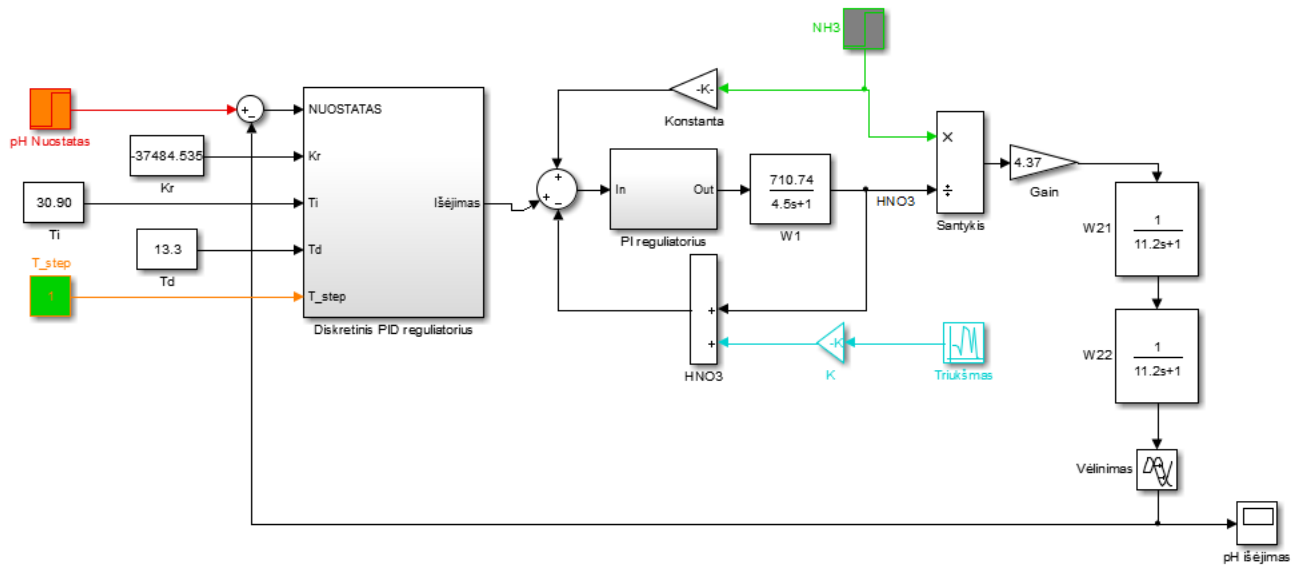 NH3
-K-
Konstanta
pH Nuostatas
NUOSTATAS
-37484.535
Kr
Kr
30.90
Ti
Ti
13.3
Td
Td
T_step
1
T_step
Išėjimas
Diskretinis PID reguliatorius
In
Out
PI reguliatorius
710.74
4.5s+1
W1
HNO3
Santykis
4.37
Gain
W21
1
11.2s+1
W22
1
11.2s+1
HNO3
-K
K
Triukšmas
Vėlinimas
pH išėjimas